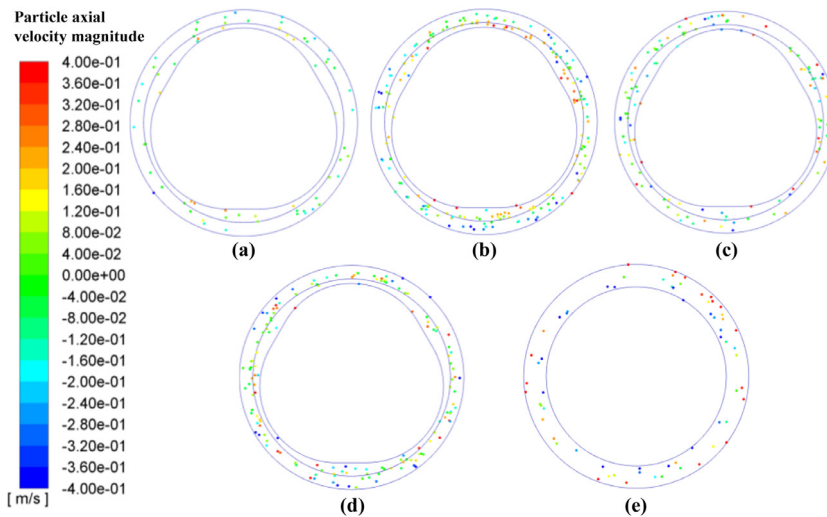 Particle axial
velocity magnitude
4.00e-01
3.60e-01
3.20e-01
2.80e-01
2.40e-01
2.00e-01
1.60e-01
1.20e-01
8.00e-02
4.00e-02
0.00e+00
-4.00e-02
-8.00e-02
-1.20e-01
-1.60e-01
-2.00e-01
-2.40e-01
-2.80e-01
-3.20e-01
-3.60e-01
-4.00e-01
[ m/s ]
(a)
(b)
(c)
(d)
(e)